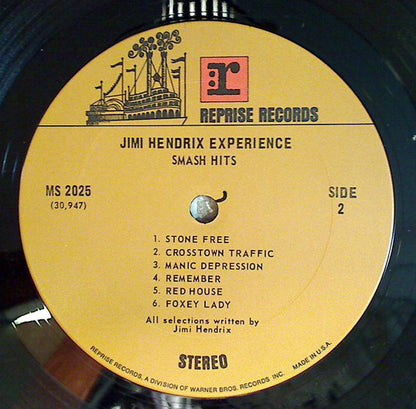 r:
REPRISE RECORDS
JIMI HENDRIX EXPERIENCE
SMASH HITS
MS 2025
(30,947)
SIDE
2
1. STONE FREE
2. CROSSTOWN TRAFFIC
3. MANIC DEPRESSION
4. REMEMBER
5. RED HOUSE
6. FOXEY LADY
All selections written by
Jimi Hendrix
STEREO
REPRISE RECORDS, A DIVISION OF WARNER BROS. RECORDS INC. MADE IN U.S.A.